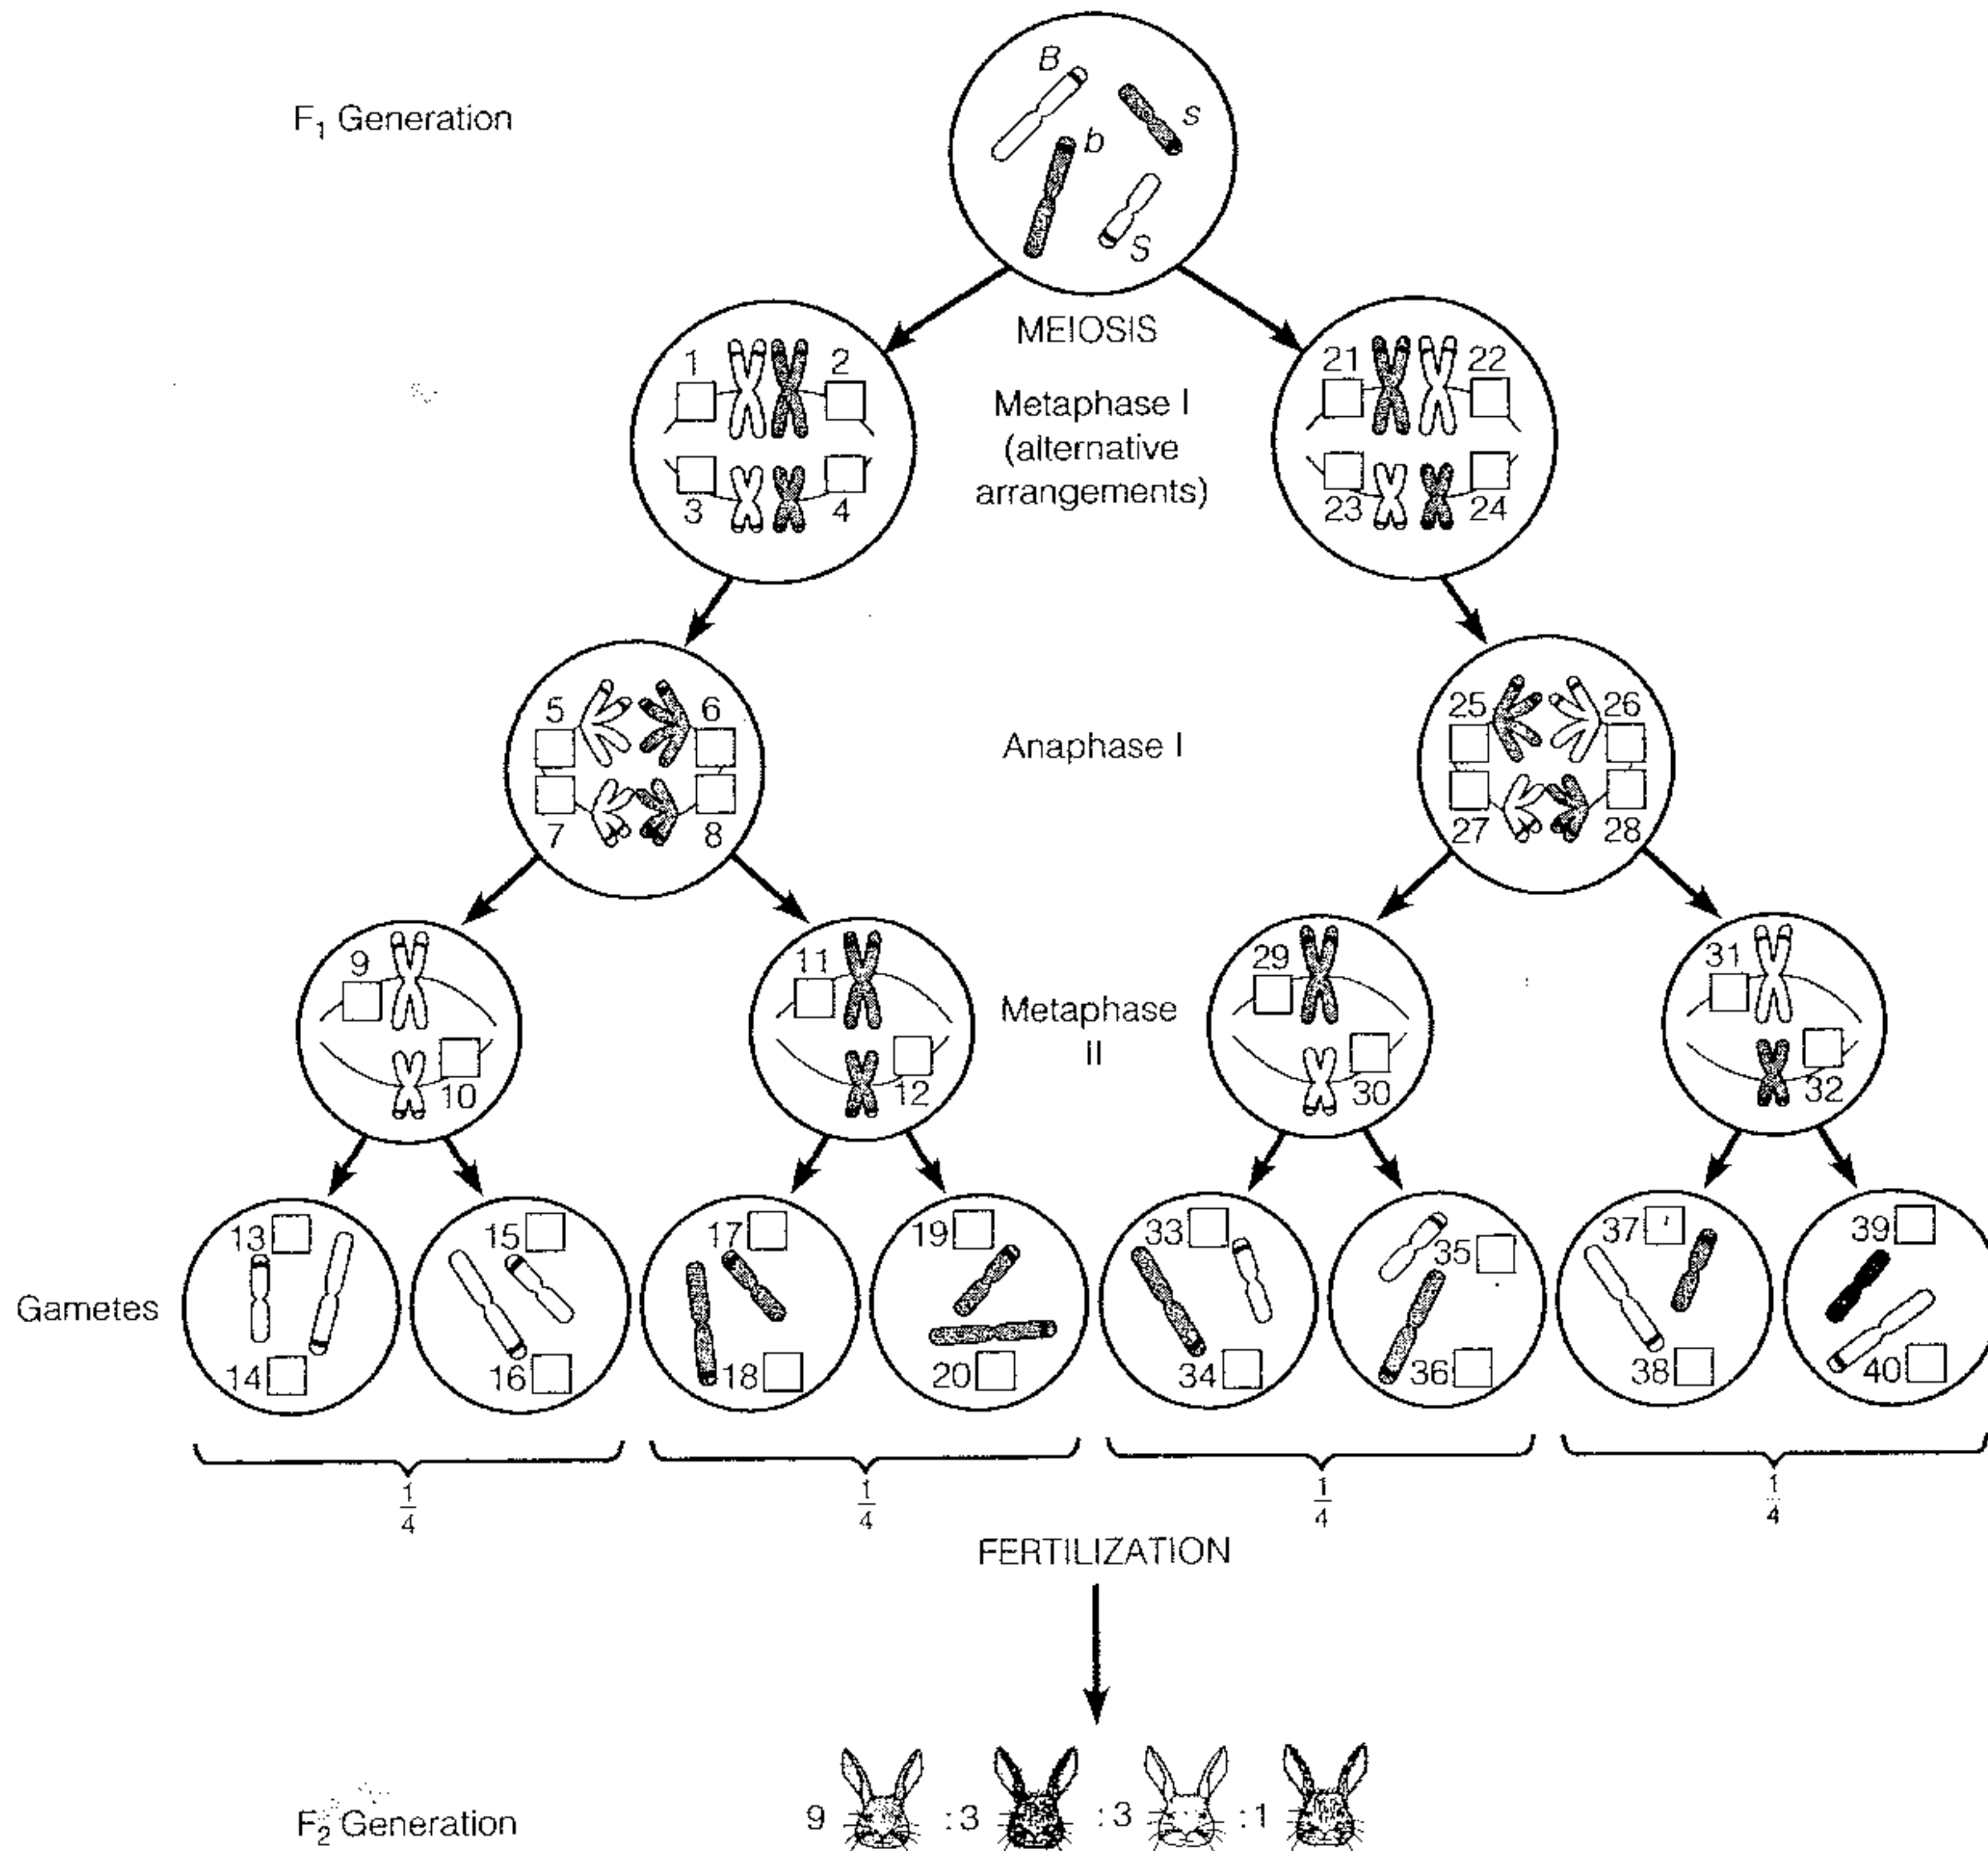 B
s
F₁ Generation
b
S
MEIOSIS
1 2
21 22
Metaphase I
(alternative
arrangements)
3 4
23 24
5 6
25 26
Anaphase I
7 8
27 28
9
11
29
31
Metaphase
II
10
12
30
32
13
15
17
19
33
35
37
39
Gametes
14
16
18
20
34
36
38
40
1/4
1/4
1/4
1/4
FERTILIZATION
F₂ Generation
9 :3 :3 :1